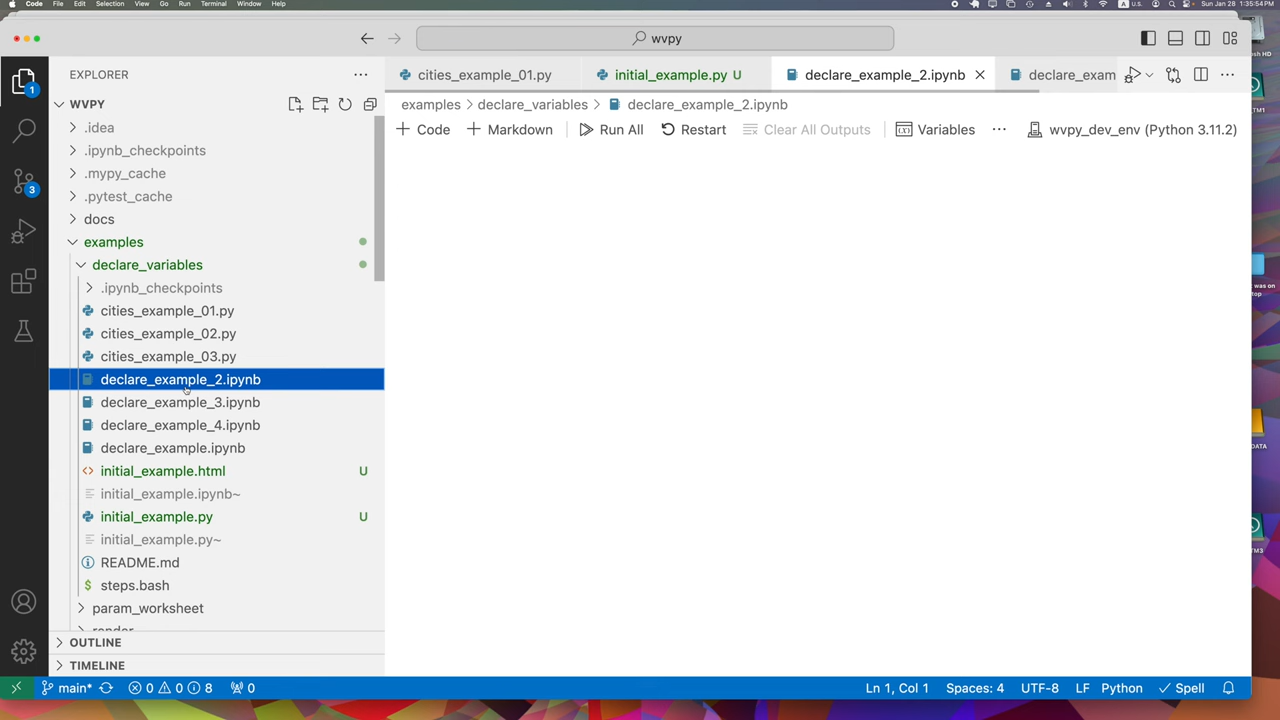 Code File Edit Selection View Go Run Terminal Window Help
A U.S.
Sun Jan 28 1:35:54 PM
wvpy
EXPLORER
WVPY
.idea
.ipynb_checkpoints
.mypy_cache
.pytest_cache
docs
examples
declare_variables
.ipynb_checkpoints
cities_example_01.py
cities_example_02.py
cities_example_03.py
declare_example_2.ipynb
declare_example_3.ipynb
declare_example_4.ipynb
declare_example.ipynb
initial_example.html U
initial_example.ipynb~
initial_example.py U
initial_example.py~
README.md
steps.bash
param_worksheet
OUTLINE
TIMELINE
1
3
cities_example_01.py
initial_example.py U
declare_example_2.ipynb
declare_exam
examples > declare_variables > declare_example_2.ipynb
+ Code + Markdown Run All Restart Clear All Outputs Variables ... wvpy_dev_env (Python 3.11.2)
main* 0 0 8 0
Ln 1, Col 1 Spaces: 4 UTF-8 LF Python Spell
DATA